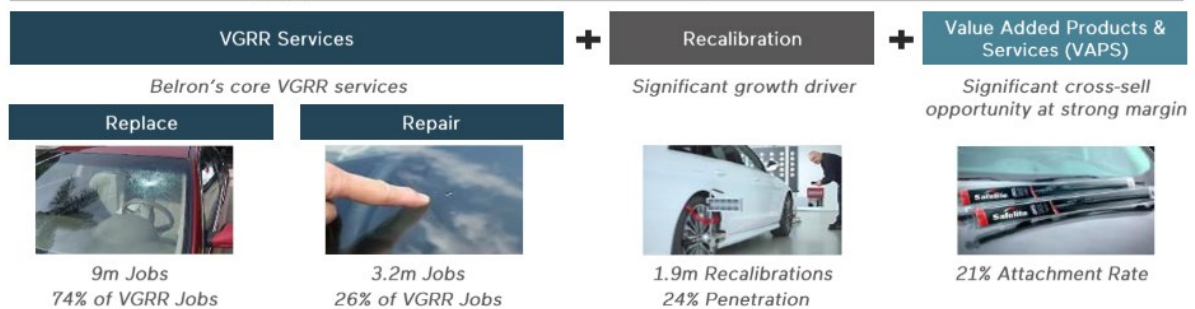 VGRR Services
Belron's core VGRR services
Replace
9m Jobs
74% of VGRR Jobs
Repair
3.2m Jobs
26% of VGRR Jobs
+
Recalibration
Significant growth driver
1.9m Recalibrations
24% Penetration
+
Value Added Products &
Services (VAPS)
Significant cross-sell
opportunity at strong margin
Safelite
Safelite
21% Attachment Rate